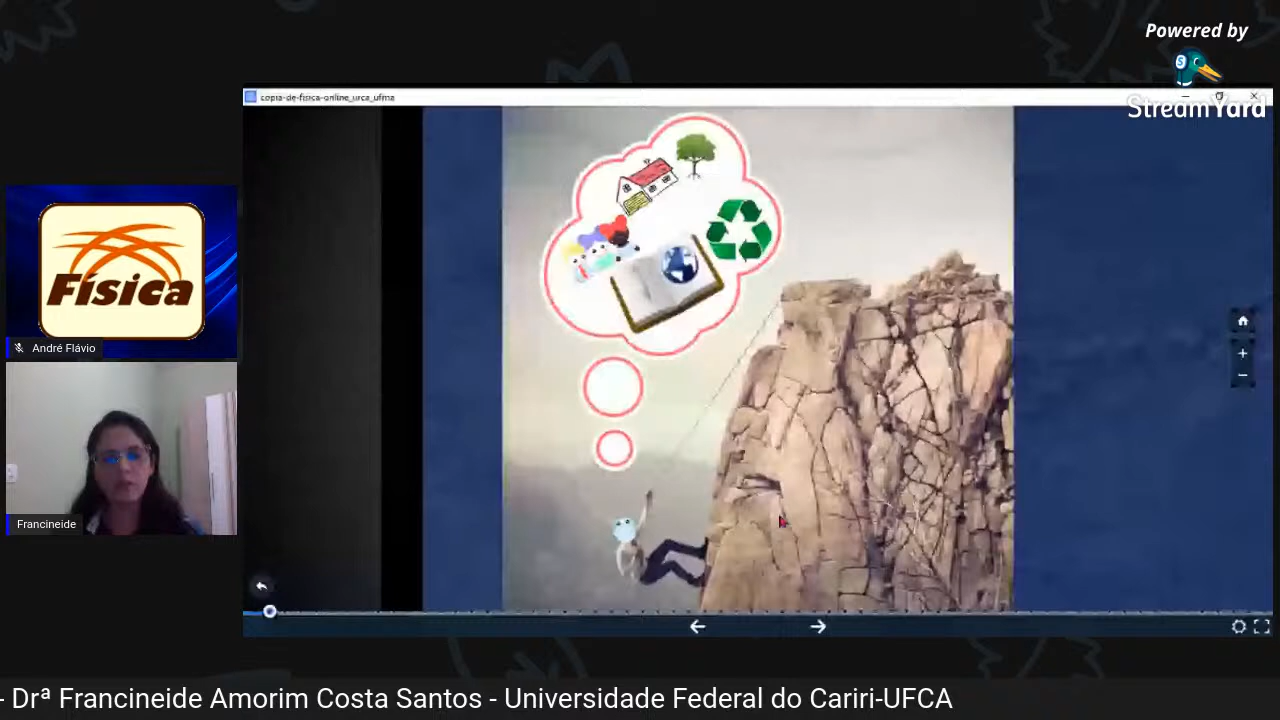 Powered by
StreamYard
copia-de-fisica-online_urca_ufma
Física
André Flávio
Francineide
- Drª Francineide Amorim Costa Santos - Universidade Federal do Cariri-UFCA